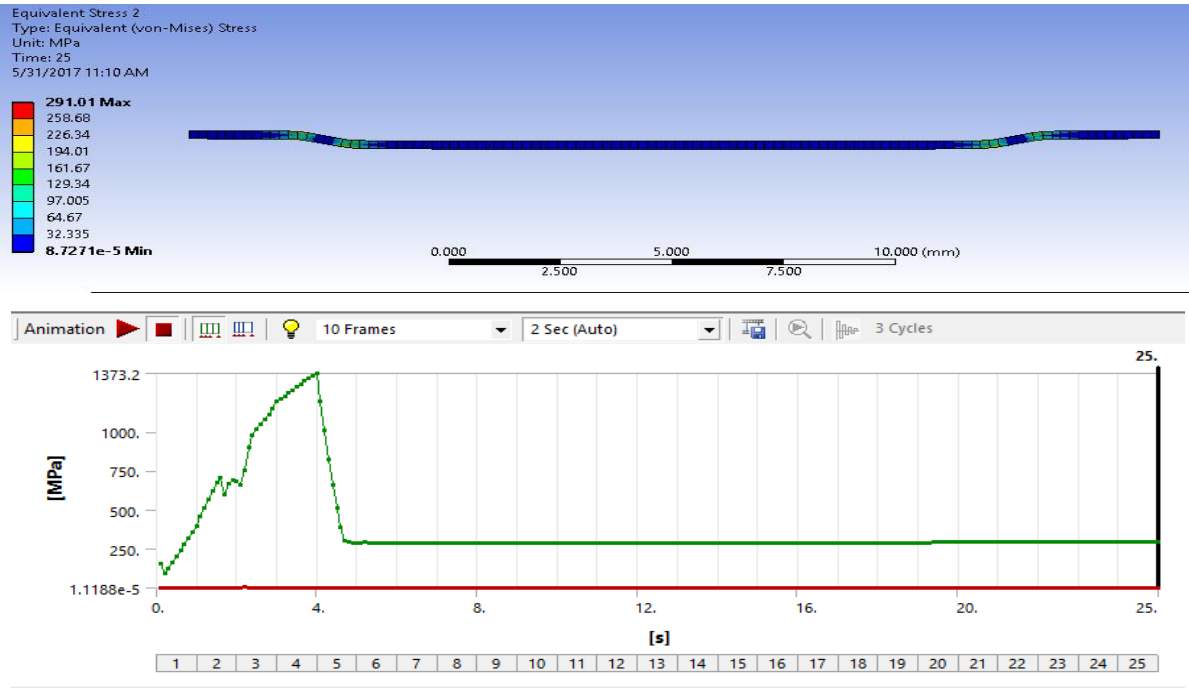 Equivalent Stress 2
Type: Equivalent (von-Mises) Stress
Unit: MPa
Time: 25
5/31/2017 11:10 AM
291.01 Max
258.68
226.34
194.01
161.67
129.34
97.005
64.67
32.335
8.7271e-5 Min
0.000 5.000 10.000 (mm)
2.500 7.500
Animation 10 Frames 2 Sec (Auto) 3 Cycles
25.
1373.2
1000.
750.
500.
250.
1.1188e-5
[MPa]
0. 4. 8. 12. 16. 20. 25.
[s]
1 2 3 4 5 6 7 8 9 10 11 12 13 14 15 16 17 18 19 20 21 22 23 24 25